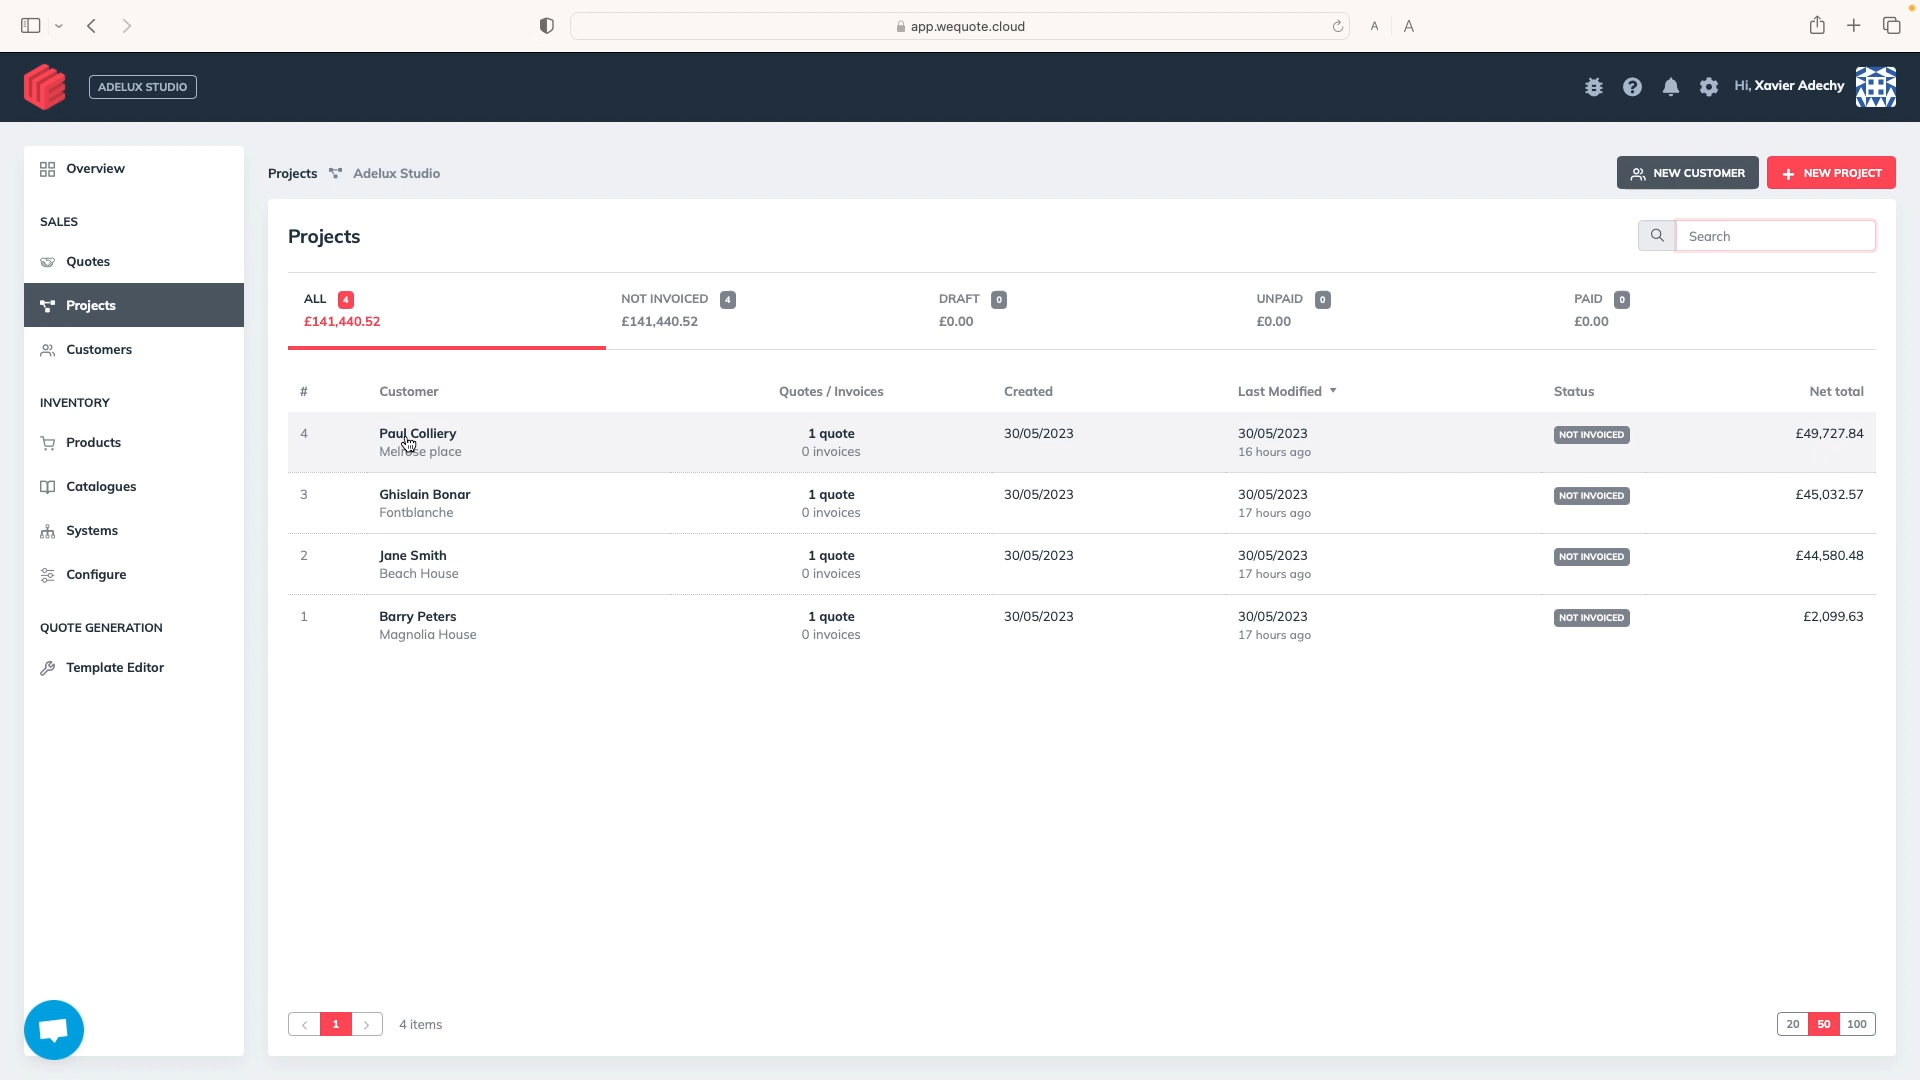 app.wequote.cloud
A A
ADELUX STUDIO
Hi, Xavier Adechy
Overview
SALES
Quotes
Projects
Customers
INVENTORY
Products
Catalogues
Systems
Configure
QUOTE GENERATION
Template Editor
Projects Adelux Studio
NEW CUSTOMER
+ NEW PROJECT
Projects
Search
ALL 4
£141,440.52
NOT INVOICED 4
£141,440.52
DRAFT 0
£0.00
UNPAID 0
£0.00
PAID 0
£0.00
# Customer Quotes / Invoices Created Last Modified Status Net total
4 Paul Colliery 1 quote 30/05/2023 30/05/2023 NOT INVOICED £49,727.84
Melrose place 0 invoices 16 hours ago
3 Ghislain Bonar 1 quote 30/05/2023 30/05/2023 NOT INVOICED £45,032.57
Fontblanche 0 invoices 17 hours ago
2 Jane Smith 1 quote 30/05/2023 30/05/2023 NOT INVOICED £44,580.48
Beach House 0 invoices 17 hours ago
1 Barry Peters 1 quote 30/05/2023 30/05/2023 NOT INVOICED £2,099.63
Magnolia House 0 invoices 17 hours ago
< 1 > 4 items
20 50 100